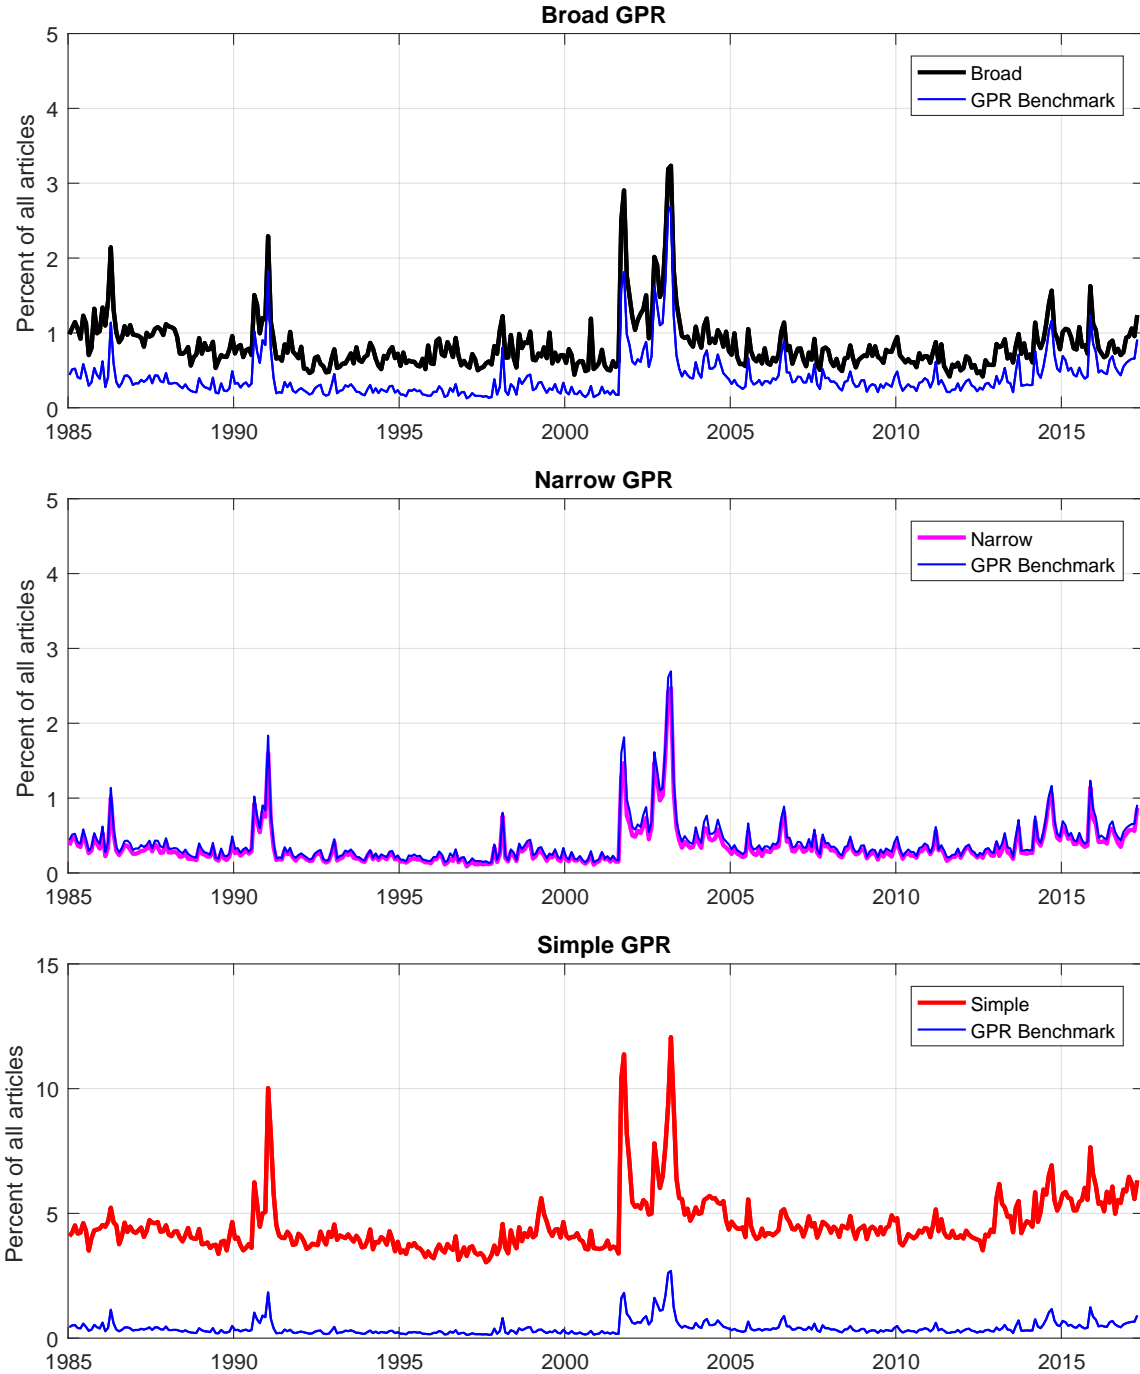 Broad GPR
Percent of all articles
5
4
3
2
1
0
Broad
GPR Benchmark
1985 1990 1995 2000 2005 2010 2015
Narrow GPR
Percent of all articles
5
4
3
2
1
0
Narrow
GPR Benchmark
1985 1990 1995 2000 2005 2010 2015
Simple GPR
Percent of all articles
15
10
5
0
Simple
GPR Benchmark
1985 1990 1995 2000 2005 2010 2015